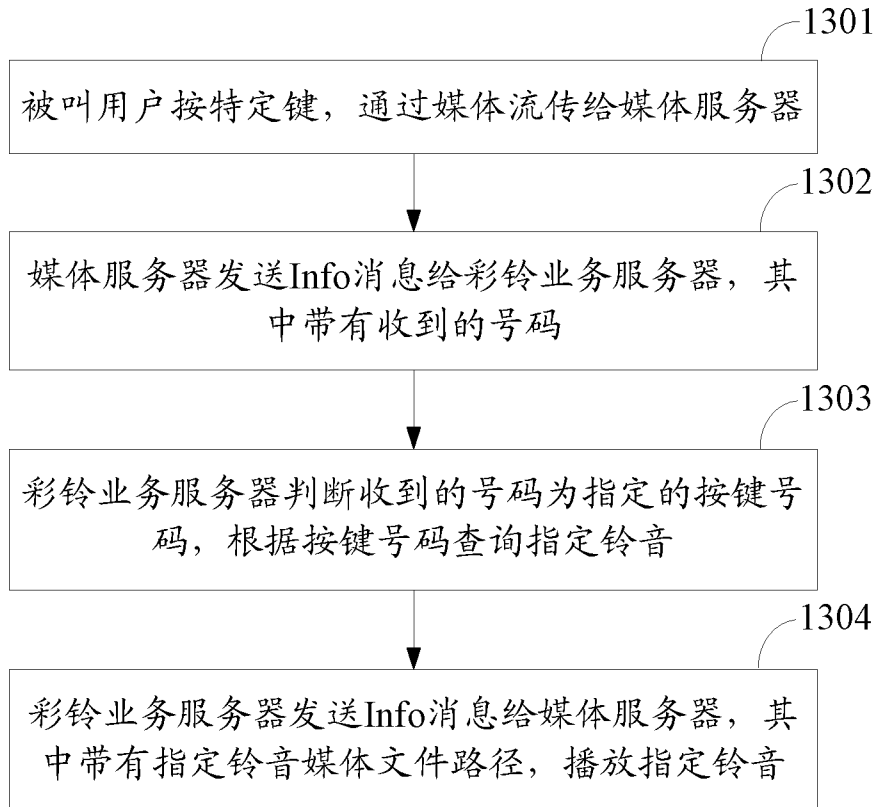 1301
被叫用户按特定键，通过媒体流传给媒体服务器
1302
媒体服务器发送Info消息给彩铃业务服务器，其
中带有收到的号码
1303
彩铃业务服务器判断收到的号码为指定的按键号
码，根据按键号码查询指定铃音
1304
彩铃业务服务器发送Info消息给媒体服务器，其
中带有指定铃音媒体文件路径，播放指定铃音